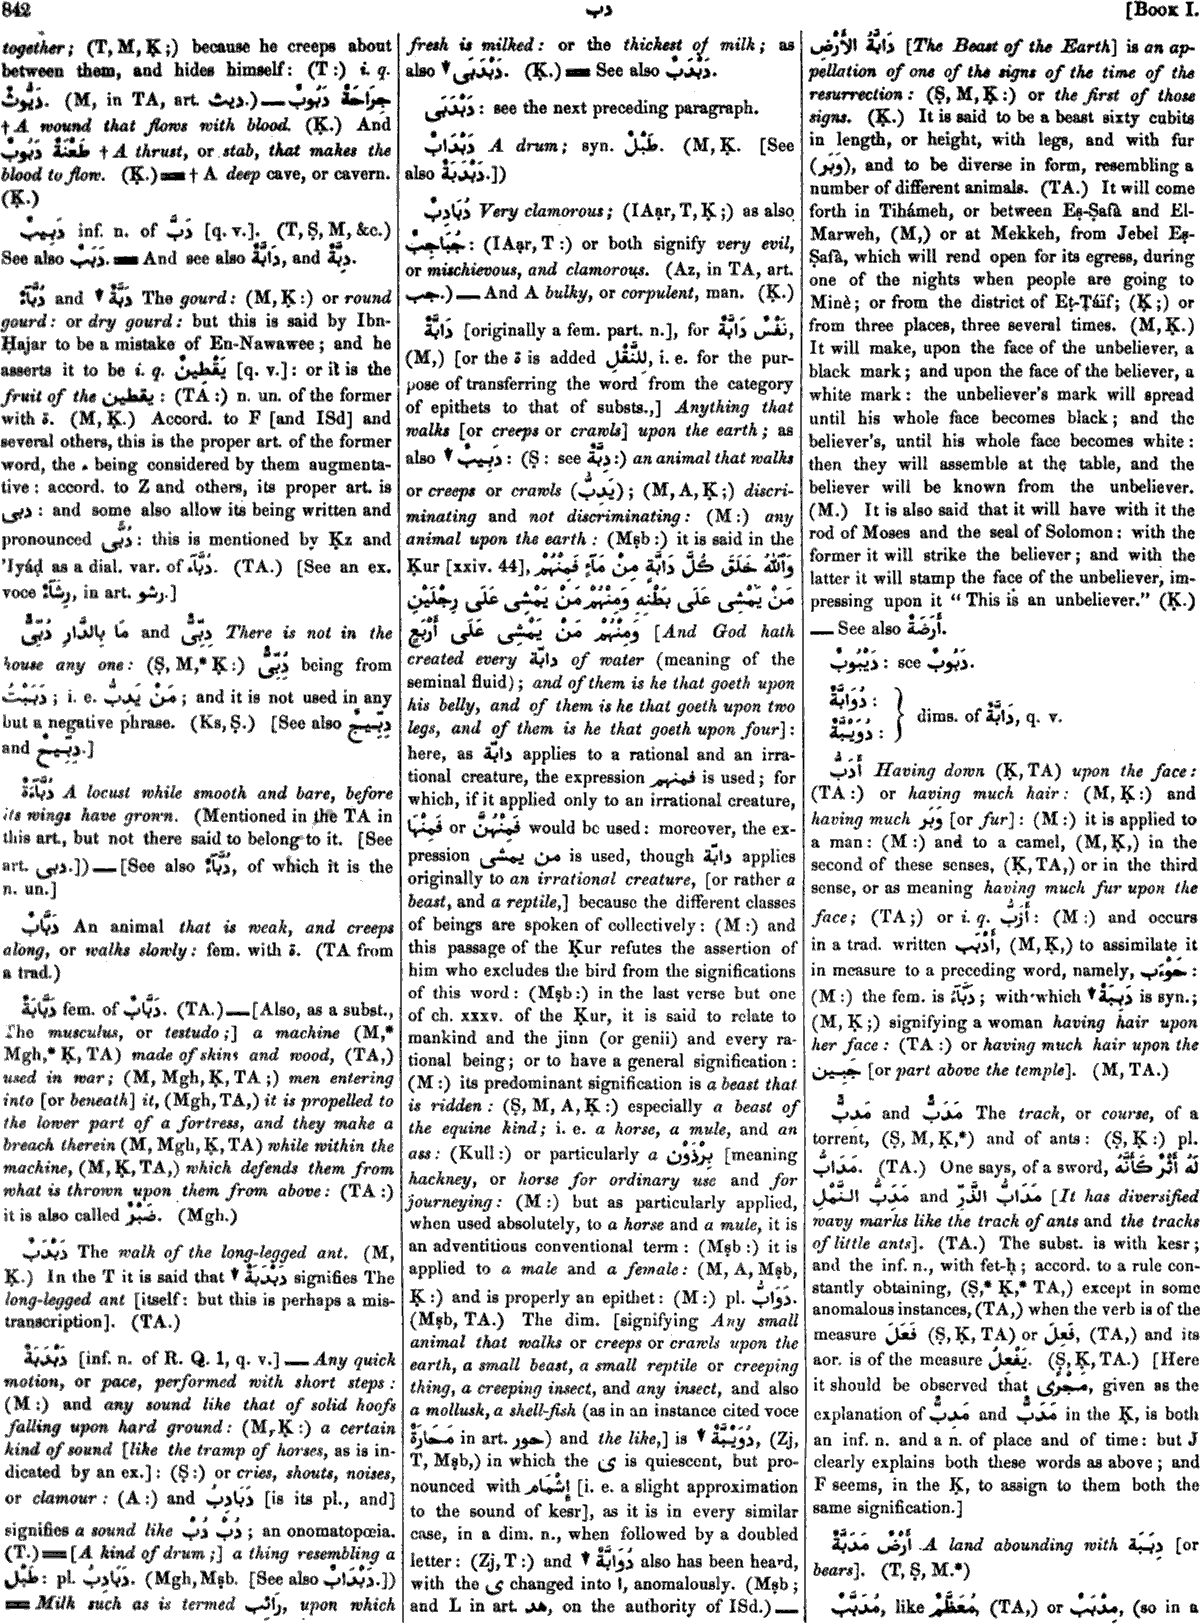 842
دب
[Book I.
together; (T, M, Ḳ;) because he creeps about
between them, and hides himself: (T:) i. q.
دَيُّوثٌ. (M, in TA, art. ديث.) — جِرَاحَةٌ دَبُوبٌ
† A wound that flows with blood. (Ḳ.) And
طَعْنَةٌ دَبُوبٌ † A thrust, or stab, that makes the
blood to flow. (Ḳ.) = † A deep cave, or cavern.
(Ḳ.)
دَبِيبٌ inf. n. of دَبَّ [q. v.]. (T, Ṣ, M, &c.)
See also دَبَبٌ. = And see also دَابَّةٌ, and دِبَّةٌ.
دُبَّآءٌ and ▼ دَبَّةٌ The gourd: (M, Ḳ:) or round
gourd: or dry gourd: but this is said by Ibn-
Ḥajar to be a mistake of En-Nawawee; and he
asserts it to be i. q. يَقْطِينٌ [q. v.]: or it is the
fruit of the يقطين: (TA:) n. un. of the former
with ة. (M, Ḳ.) Accord. to F [and ISd] and
several others, this is the proper art. of the former
word, the ء being considered by them augmenta-
tive: accord. to Z and others, its proper art. is
دبى: and some also allow its being written and
pronounced دُبًّى: this is mentioned by Ḳz and
'Iyáḍ as a dial. var. of دُبَّآء. (TA.) [See an ex.
voce رِشَآءٌ, in art. رشو.]
مَا بِالدَّارِ دُبِّىٌّ and دِبِّىٌّ There is not in the
house any one: (Ṣ, M,* Ḳ:) دُبِّىٌّ being from
دَبَبْتُ; i. e. مَنْ يَدِبُّ; and it is not used in any
but a negative phrase. (Ks, Ṣ.) [See also دِبِّيجٌ
and دِبِّيحٌ.]
دُبَّآءَةٌ A locust while smooth and bare, before
its wings have grown. (Mentioned in the TA in
this art., but not there said to belong to it. [See
art. دبى.]) — [See also دُبَّآءٌ, of which it is the
n. un.]
دَبَّابٌ An animal that is weak, and creeps
along, or walks slowly: fem. with ة. (TA from
a trad.)
دَبَّابَةٌ fem. of دَبَّابٌ. (TA.) — [Also, as a subst.,
The musculus, or testudo;] a machine (M,*
Mgh,* Ḳ, TA) made of skins and wood, (TA,)
used in war; (M, Mgh, Ḳ, TA;) men entering
into [or beneath] it, (Mgh, TA,) it is propelled to
the lower part of a fortress, and they make a
breach therein (M, Mgh, Ḳ, TA) while within the
machine, (M, Ḳ, TA,) which defends them from
what is thrown upon them from above: (TA:)
it is also called ضَبْرٌ. (Mgh.)
دَبْدَبٌ The walk of the long-legged ant. (M,
Ḳ.) In the T it is said that ▼ دَبْدَبَةٌ signifies The
long-legged ant [itself: but this is perhaps a mis-
transcription]. (TA.)
دَبْدَبَةٌ [inf. n. of R. Q. 1, q. v.] — Any quick
motion, or pace, performed with short steps:
(M:) and any sound like that of solid hoofs
falling upon hard ground: (M, Ḳ:) a certain
kind of sound [like the tramp of horses, as is in-
dicated by an ex.]: (Ṣ:) or cries, shouts, noises,
or clamour: (A:) and دَبَادِبُ [is its pl., and]
signifies a sound like دُبْ دُبْ; an onomatopœia.
(T.) = [A kind of drum;] a thing resembling a
طَبْل: pl. دَبَادِبُ. (Mgh, Mṣb. [See also دَبْدَابٌ.])
= Milk such as is termed رَائِب, upon which
fresh is milked: or the thickest of milk; as
also ▼ دَبْدَبَى. (Ḳ.) = See also دَبْدَبٌ.
دَبْدَبَى: see the next preceding paragraph.
دَبْدَابٌ A drum; syn. طَبْلٌ. (M, Ḳ. [See
also دَبْدَبَةٌ.])
دُبَادِبٌ Very clamorous; (IAạr, T, Ḳ;) as also
جُبَاجِبٌ: (IAạr, T:) or both signify very evil,
or mischievous, and clamorous. (Az, in TA, art.
جب.) — And A bulky, or corpulent, man. (Ḳ.)
دَابَّةٌ [originally a fem. part. n.], for نَفْسٌ دَابَّةٌ,
(M,) [or the ة is added لِلنَّقْلِ, i. e. for the pur-
pose of transferring the word from the category
of epithets to that of substs.,] Anything that
walks [or creeps or crawls] upon the earth; as
also ▼ دَبِيبٌ: (Ṣ: see دِبَّةٌ:) an animal that walks
or creeps or crawls (يَدِبُّ); (M, A, Ḳ;) discri-
minating and not discriminating: (M:) any
animal upon the earth: (Mṣb:) it is said in the
Ḳur [xxiv. 44], وَٱللّٰهُ خَلَقَ كُلَّ دَابَّةٍ مِنْ مَآءٍ فَمِنْهُمْ
مَنْ يَمْشِى عَلَى بَطْنِهِ وَمِنْهُمْ مَنْ يَمْشِى عَلَى رِجْلَيْنِ
وَمِنْهُمْ مَنْ يَمْشِى عَلَى أَرْبَعٍ [And God hath
created every دابّة of water (meaning of the
seminal fluid); and of them is he that goeth upon
his belly, and of them is he that goeth upon two
legs, and of them is he that goeth upon four]:
here, as دابّة applies to a rational and an irra-
tional creature, the expression فمنهم is used; for
which, if it applied only to an irrational creature,
فَمِنْهَا or فَمِنْهُنَّ would be used: moreover, the ex-
pression من يمشى is used, though دابّة applies
originally to an irrational creature, [or rather a
beast, and a reptile,] because the different classes
of beings are spoken of collectively: (M:) and
this passage of the Ḳur refutes the assertion of
him who excludes the bird from the significations
of this word: (Mṣb:) in the last verse but one
of ch. xxxv. of the Ḳur, it is said to relate to
mankind and the jinn (or genii) and every ra-
tional being; or to have a general signification:
(M:) its predominant signification is a beast that
is ridden: (Ṣ, M, A, Ḳ:) especially a beast of
the equine kind; i. e. a horse, a mule, and an
ass: (Kull:) or particularly a بِرْذَوْن [meaning
hackney, or horse for ordinary use and for
journeying: (M:) but as particularly applied,
when used absolutely, to a horse and a mule, it is
an adventitious conventional term: (Mṣb:) it is
applied to a male and a female: (M, A, Mṣb,
Ḳ:) and is properly an epithet: (M:) pl. دَوَابُّ.
(Mṣb, TA.) The dim. [signifying Any small
animal that walks or creeps or crawls upon the
earth, a small beast, a small reptile or creeping
thing, a creeping insect, and any insect, and also
a mollusk, a shell-fish (as in an instance cited voce
مَحَارَةٌ in art. حور) and the like,] is ▼ دُوَيْبَّةٌ, (Zj,
T, Mṣb,) in which the ى is quiescent, but pro-
nounced with إِشْمَام [i. e. a slight approximation
to the sound of kesr], as it is in every similar
case, in a dim. n., when followed by a doubled
letter: (Zj, T:) and ▼ دُوَابَّةٌ also has been heard,
with the ى changed into ا, anomalously. (Mṣb;
and L in art. هد, on the authority of ISd.) —
دَابَّةُ الأَرْضِ [The Beast of the Earth] is an ap-
pellation of one of the signs of the time of the
resurrection: (Ṣ, M, Ḳ:) or the first of those
signs. (Ḳ.) It is said to be a beast sixty cubits
in length, or height, with legs, and with fur
(وَبَر), and to be diverse in form, resembling a
number of different animals. (TA.) It will come
forth in Tihámeh, or between Eṣ-Ṣafà and El-
Marweh, (M,) or at Mekkeh, from Jebel Eṣ-
Ṣafà, which will rend open for its egress, during
one of the nights when people are going to
Minè; or from the district of Eṭ-Ṭáïf; (Ḳ;) or
from three places, three several times. (M, Ḳ.)
It will make, upon the face of the unbeliever, a
black mark; and upon the face of the believer, a
white mark: the unbeliever's mark will spread
until his whole face becomes black; and the
believer's, until his whole face becomes white:
then they will assemble at the table, and the
believer will be known from the unbeliever.
(M.) It is also said that it will have with it the
rod of Moses and the seal of Solomon: with the
former it will strike the believer; and with the
latter it will stamp the face of the unbeliever, im-
pressing upon it “This is an unbeliever.” (Ḳ.)
— See also أَرَضَةٌ.
دَيْبُوبٌ: see دَبُوبٌ.
دُوَابَّةٌ:
دُوَيْبَّةٌ:
} dims. of دَابَّةٌ, q. v.
أَدَبُّ Having down (Ḳ, TA) upon the face:
(TA:) or having much hair: (M, Ḳ:) and
having much وَبَر [or fur]: (M:) it is applied to
a man: (M:) and to a camel, (M, Ḳ,) in the
second of these senses, (Ḳ, TA,) or in the third
sense, or as meaning having much fur upon the
face; (TA;) or i. q. أَزَبُّ: (M:) and occurs
in a trad. written أَدْبَب, (M, Ḳ,) to assimilate it
in measure to a preceding word, namely, حَوْءَب:
(M:) the fem. is دَبَّآءُ; with which ▼ دَبِبَةٌ is syn.;
(M, Ḳ;) signifying a woman having hair upon
her face: (TA:) or having much hair upon the
جَبِين [or part above the temple]. (M, TA.)
مَدِبٌّ and مَدَبٌّ The track, or course, of a
torrent, (Ṣ, M, Ḳ,*) and of ants: (Ṣ, Ḳ:) pl.
مَدَابُّ. (TA.) One says, of a sword, لَهُ أَثْرٌ كَأَنَّهُ
مَدَبُّ النَّمْلِ and مَدَابُّ الذَّرِّ [It has diversified
wavy marks like the track of ants and the tracks
of little ants]. (TA.) The subst. is with kesr;
and the inf. n., with fet-ḥ; accord. to a rule con-
stantly obtaining, (Ṣ,* Ḳ,* TA,) except in some
anomalous instances, (TA,) when the verb is of the
measure فَعَلَ (Ṣ, Ḳ, TA) or فَعِلَ, (TA,) and its
aor. is of the measure يَفْعِلُ. (Ṣ, Ḳ, TA.) [Here
it should be observed that مَجْرًى, given as the
explanation of مَدِبٌّ and مَدَبٌّ in the Ḳ, is both
an inf. n. and a n. of place and of time: but J
clearly explains both these words as above; and
F seems, in the Ḳ, to assign to them both the
same signification.]
أَرْضٌ مَدَبَّةٌ A land abounding with دِبَبَة [or
bears]. (T, Ṣ, M.*)
مُدَبَّبٌ, like مُعَظَّمٌ, (TA,) or مِدْبَبٌ, (so in a